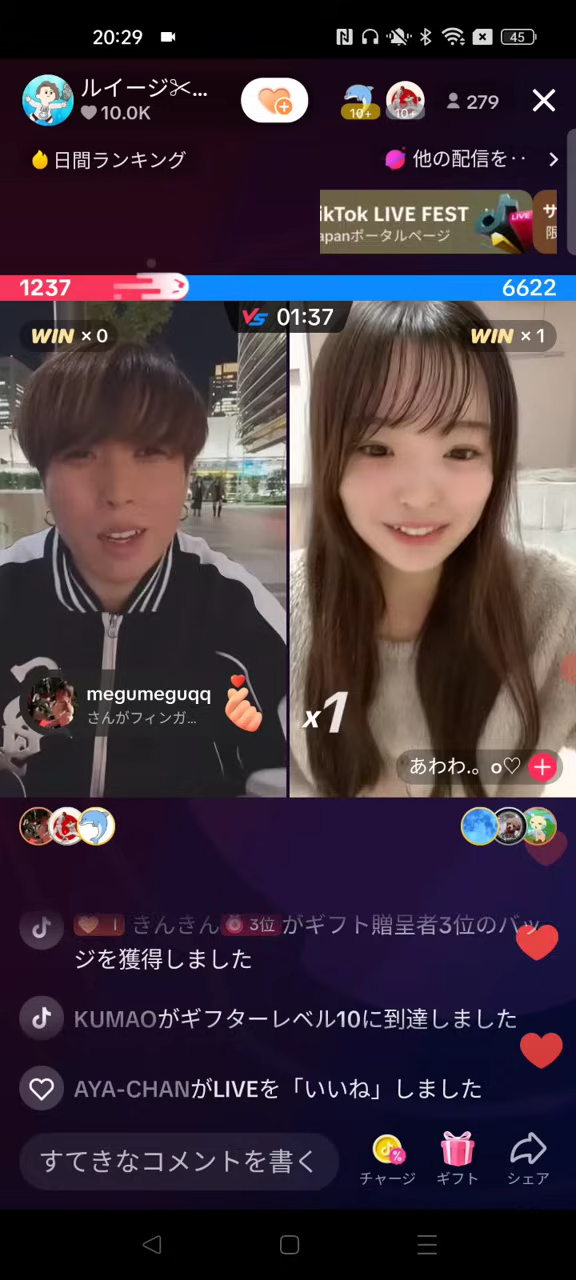 20:29
45
ルイージ✂...
10.0K
10+
10+
279
日間ランキング
他の配信を‥
ikTok LIVE FEST
apanポータルページ
LIVE
サ
限
1237
6622
VS 01:37
WIN × 0
WIN × 1
megumeguqq
さんがフィンガ...
x1
あわわ.。o♡
I きんきん 3位 がギフト贈呈者3位のバッ
ジを獲得しました
KUMAOがギフターレベル10に到達しました
AYA-CHANがLIVEを「いいね」しました
すてきなコメントを書く
チャージ
ギフト
シェア